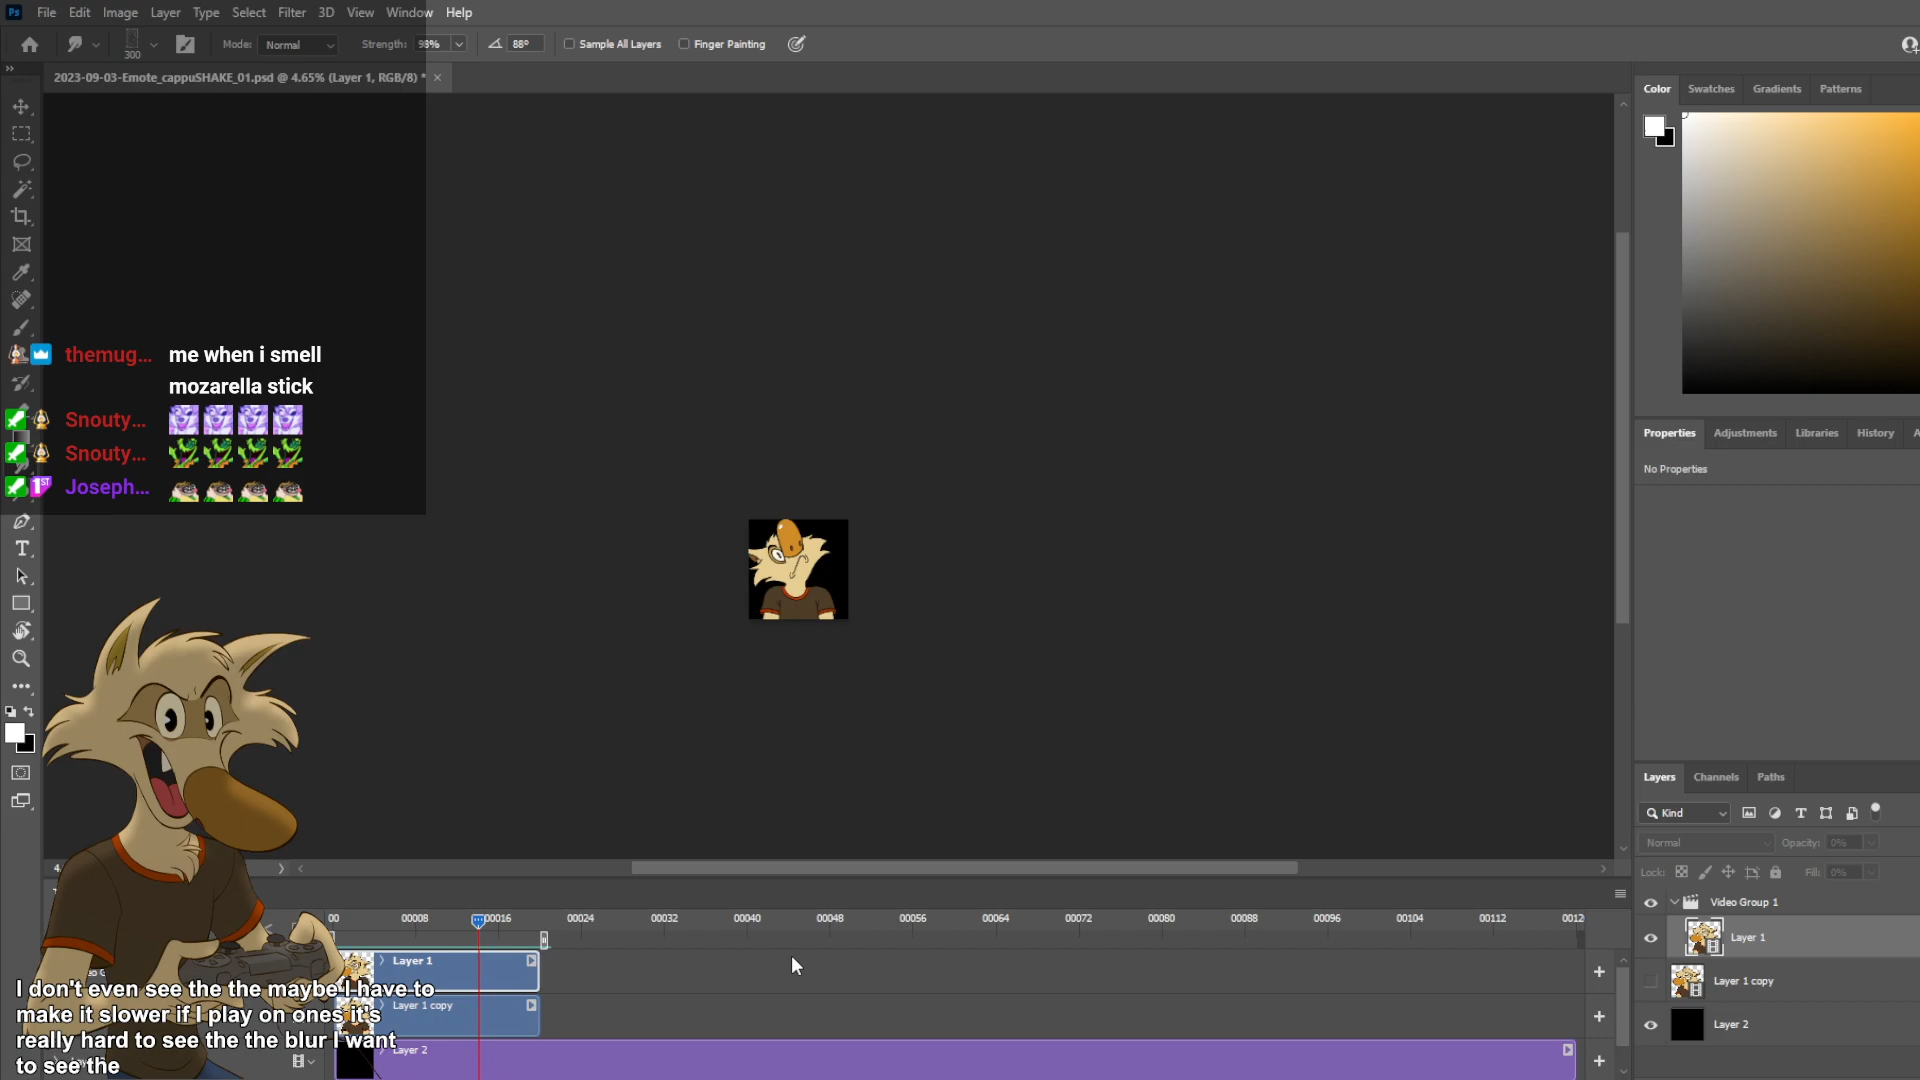 Ps File Edit Image Layer Type Select Filter 3D View Window Help
300 Mode: Normal Strength: 98% 88° Sample All Layers Finger Painting
2023-09-03-Emote_cappuSHAKE_01.psd @ 4.65% (Layer 1, RGB/8) *
Color Swatches Gradients Patterns
themug... me when i smell
mozarella stick
Snouty...
Snouty...
1ST Joseph...
Properties Adjustments Libraries History
No Properties
Layers Channels Paths
Kind
Normal Opacity: 0%
Lock: Fill: 0%
Video Group 1
Layer 1
Layer 1 copy
Layer 2
00 00008 00016 00024 00032 00040 00048 00056 00064 00072 00080 00088 00096 00104 00112 0012
Layer 1
Layer 1 copy
Layer 2
I don't even see the the maybe I have to
make it slower if I play on ones it's
really hard to see the the blur I want
to see the